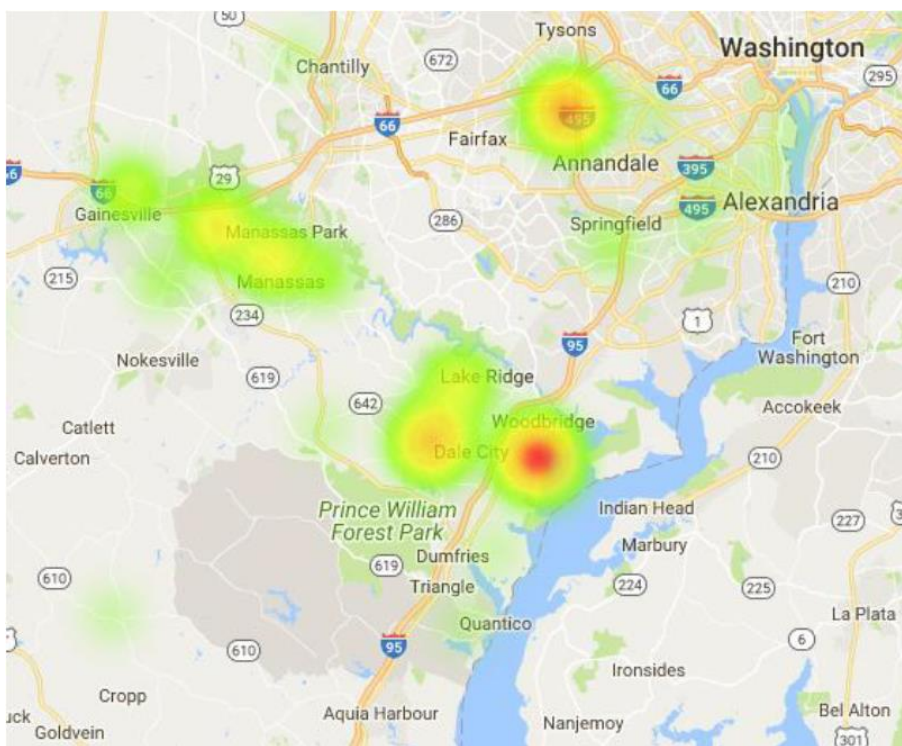 50
Tysons
Washington
Chantilly
672
295
66
66
495
Fairfax
Annandale
395
29
66
Gainesville
495
Alexandria
Manassas Park
286
Springfield
215
Manassas
210
234
1
Nokesville
95
Fort
Washington
619
Lake Ridge
642
Accokeek
Catlett
Woodbridge
Calverton
Dale City
210
Prince William
Forest Park
Indian Head
227
Marbury
Dumfries
610
619
Triangle
224
225
La Plata
Quantico
6
610
95
Ironsides
Cropp
Aquia Harbour
Nanjemoy
Bel Alton
Goldvein
301